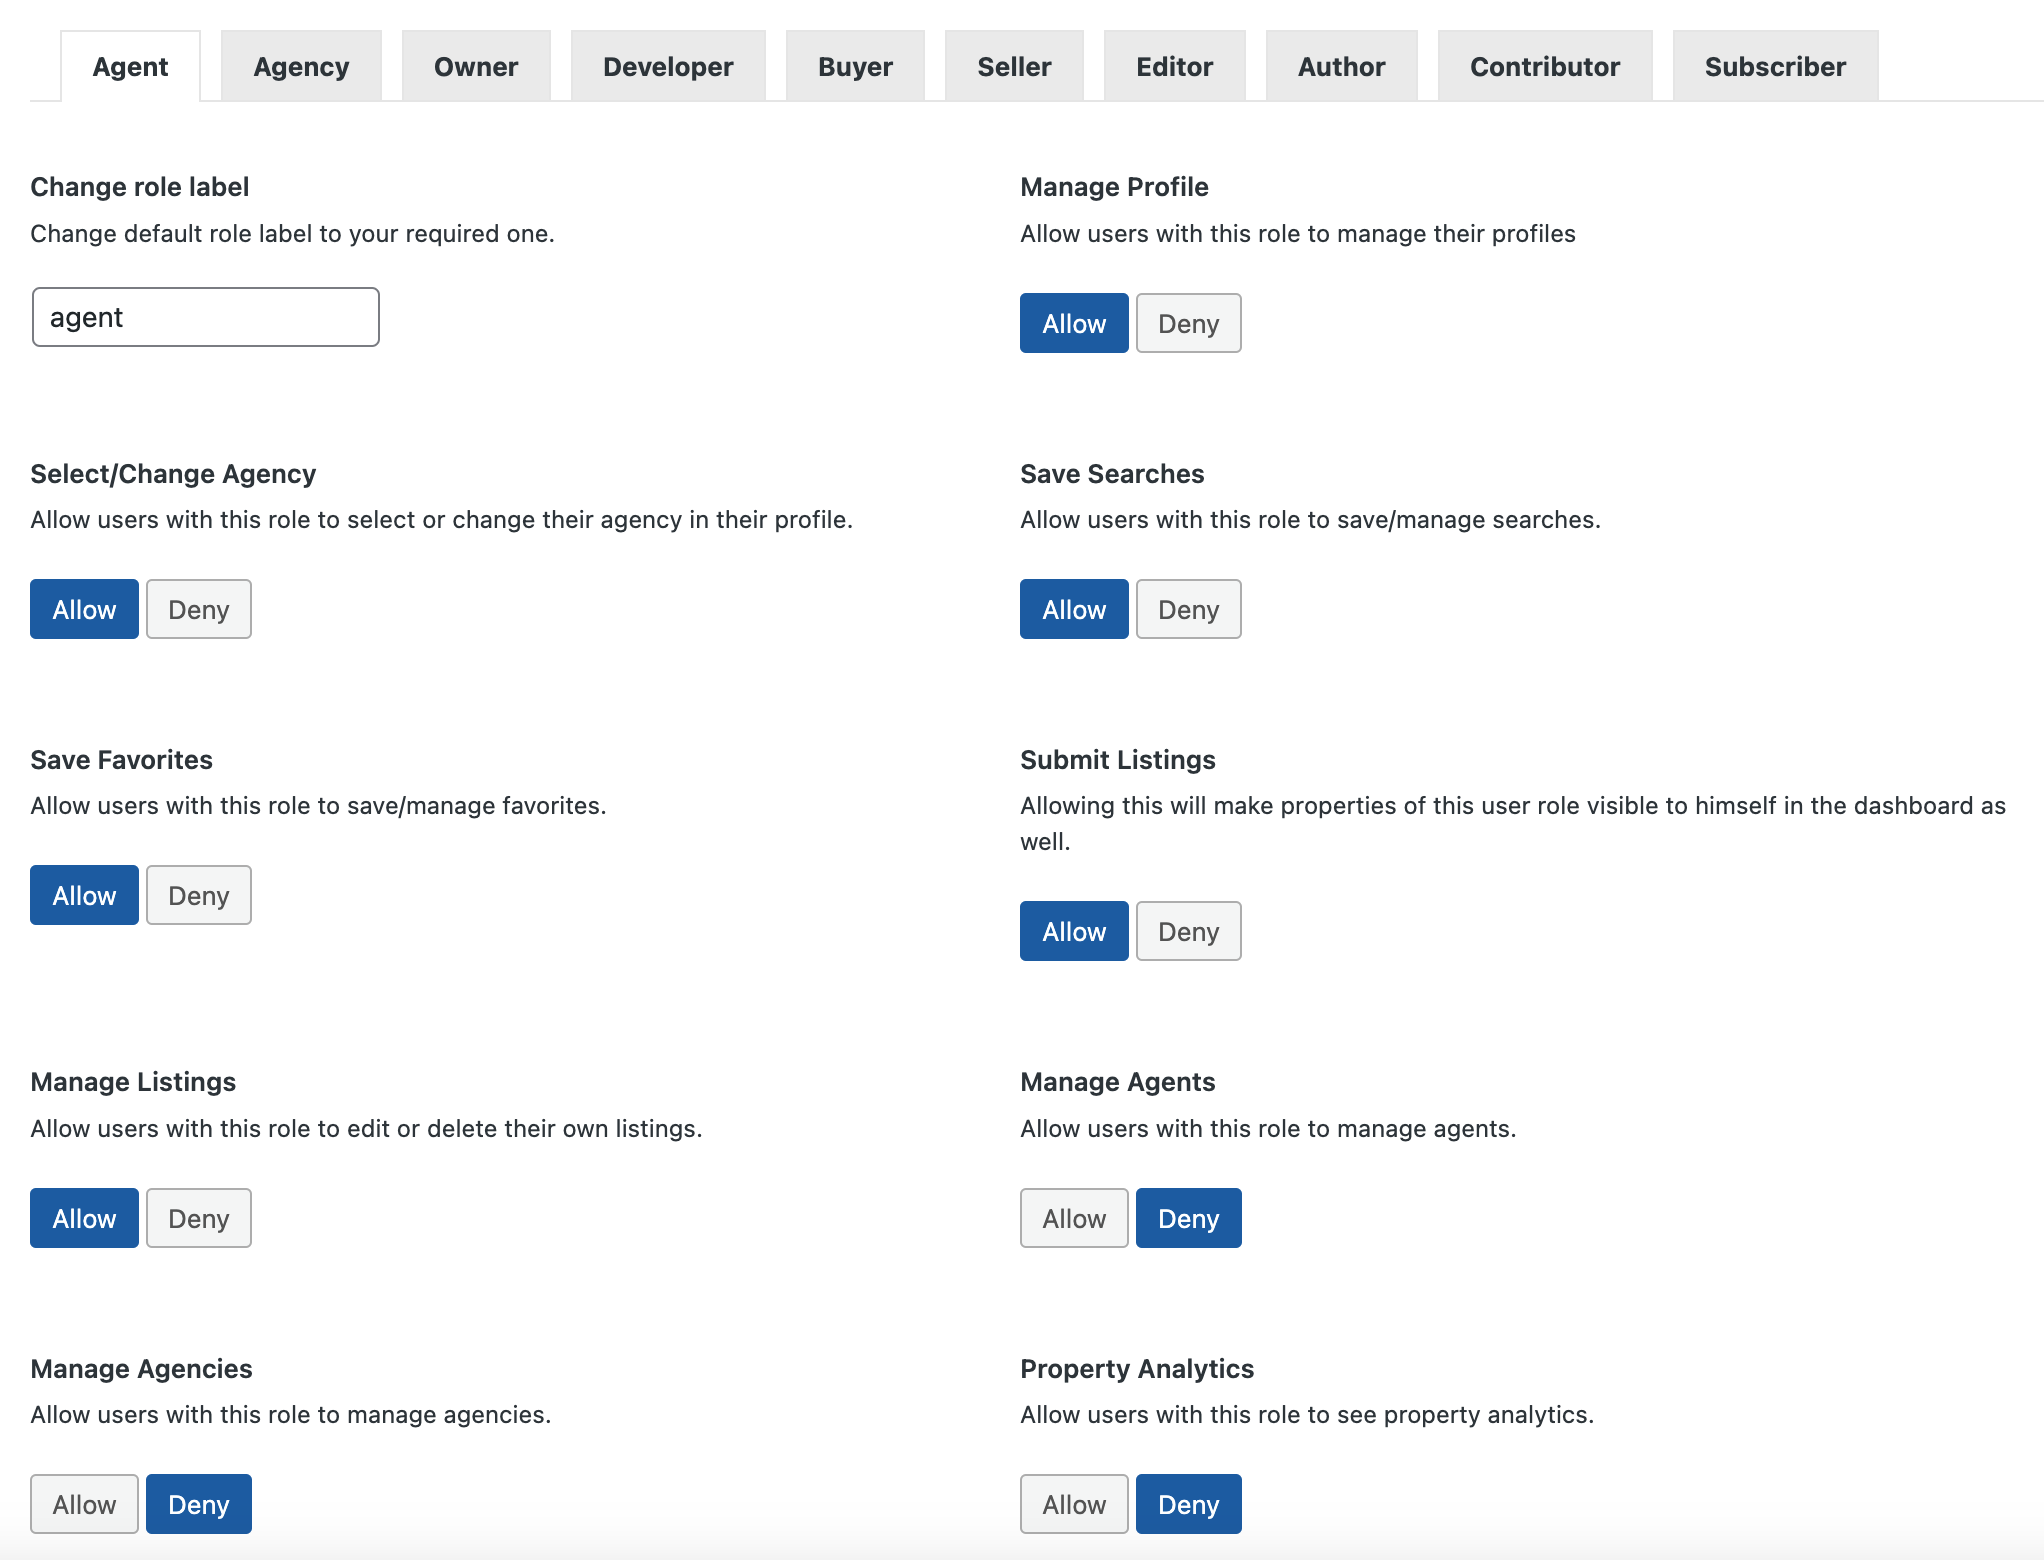 Agent Agency Owner Developer Buyer Seller Editor Author Contributor Subscriber
Change role label
Change default role label to your required one.
agent
Manage Profile
Allow users with this role to manage their profiles
Allow Deny
Select/Change Agency
Allow users with this role to select or change their agency in their profile.
Allow Deny
Save Searches
Allow users with this role to save/manage searches.
Allow Deny
Save Favorites
Allow users with this role to save/manage favorites.
Allow Deny
Submit Listings
Allowing this will make properties of this user role visible to himself in the dashboard as
well.
Allow Deny
Manage Listings
Allow users with this role to edit or delete their own listings.
Allow Deny
Manage Agents
Allow users with this role to manage agents.
Allow Deny
Manage Agencies
Allow users with this role to manage agencies.
Allow Deny
Property Analytics
Allow users with this role to see property analytics.
Allow Deny